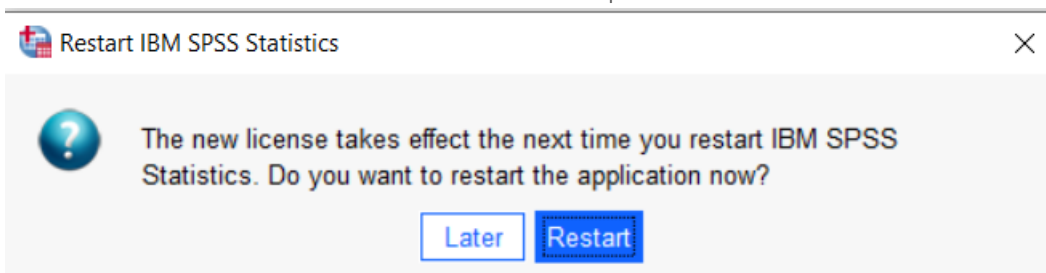 Restart IBM SPSS Statistics
The new license takes effect the next time you restart IBM SPSS
Statistics. Do you want to restart the application now?
Later Restart